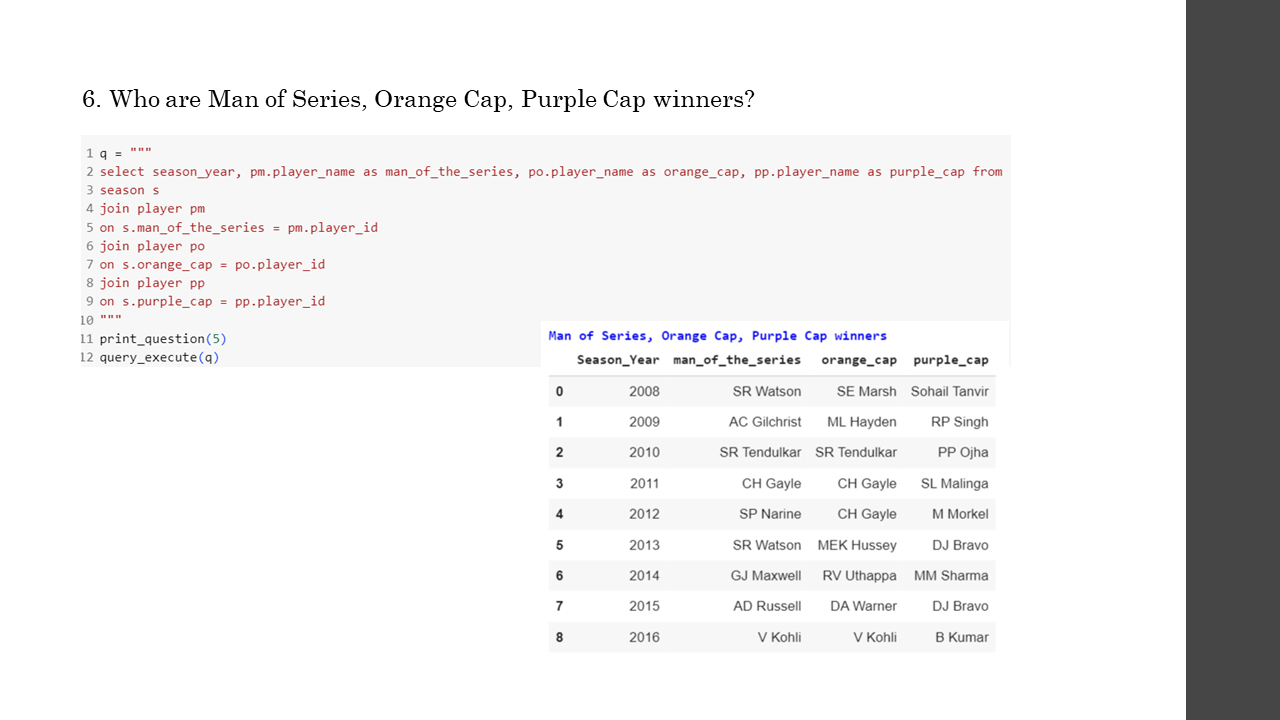 6. Who are Man of Series, Orange Cap, Purple Cap winners?
1 q = """
2 select season_year, pm.player_name as man_of_the_series, po.player_name as orange_cap, pp.player_name as purple_cap from
3 season s
4 join player pm
5 on s.man_of_the_series = pm.player_id
6 join player po
7 on s.orange_cap = po.player_id
8 join player pp
9 on s.purple_cap = pp.player_id
10 """
11 print_question(5)
12 query_execute(q)
Man of Series, Orange Cap, Purple Cap winners
Season_Year man_of_the_series orange_cap purple_cap
0 2008 SR Watson SE Marsh Sohail Tanvir
1 2009 AC Gilchrist ML Hayden RP Singh
2 2010 SR Tendulkar SR Tendulkar PP Ojha
3 2011 CH Gayle CH Gayle SL Malinga
4 2012 SP Narine CH Gayle M Morkel
5 2013 SR Watson MEK Hussey DJ Bravo
6 2014 GJ Maxwell RV Uthappa MM Sharma
7 2015 AD Russell DA Warner DJ Bravo
8 2016 V Kohli V Kohli B Kumar